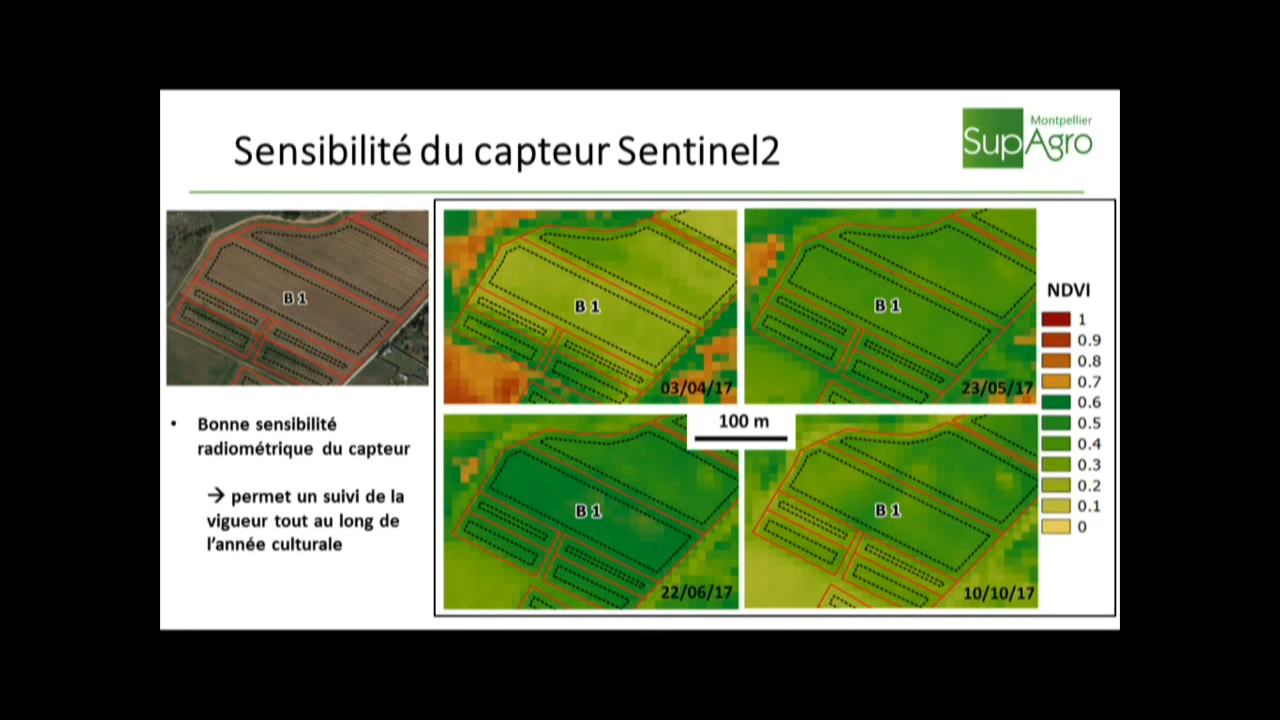 Sensibilité du capteur Sentinel2
Montpellier
SupAgro
B 1
B 1
03/04/17
B 1
23/05/17
NDVI
1
0.9
0.8
0.7
0.6
0.5
0.4
0.3
0.2
0.1
0
100 m
B 1
22/06/17
B 1
10/10/17
• Bonne sensibilité
radiométrique du capteur
→ permet un suivi de la
vigueur tout au long de
l'année culturale